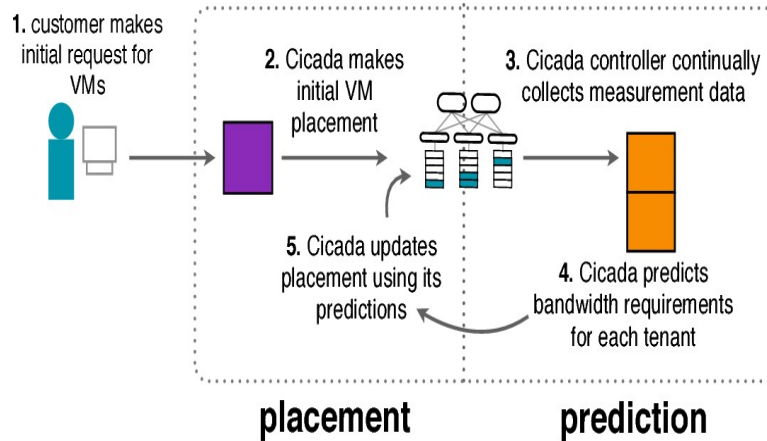 1. customer makes
initial request for
VMs
2. Cicada makes
initial VM
placement
3. Cicada controller continually
collects measurement data
4. Cicada predicts
bandwidth requirements
for each tenant
5. Cicada updates
placement using its
predictions
placement
prediction